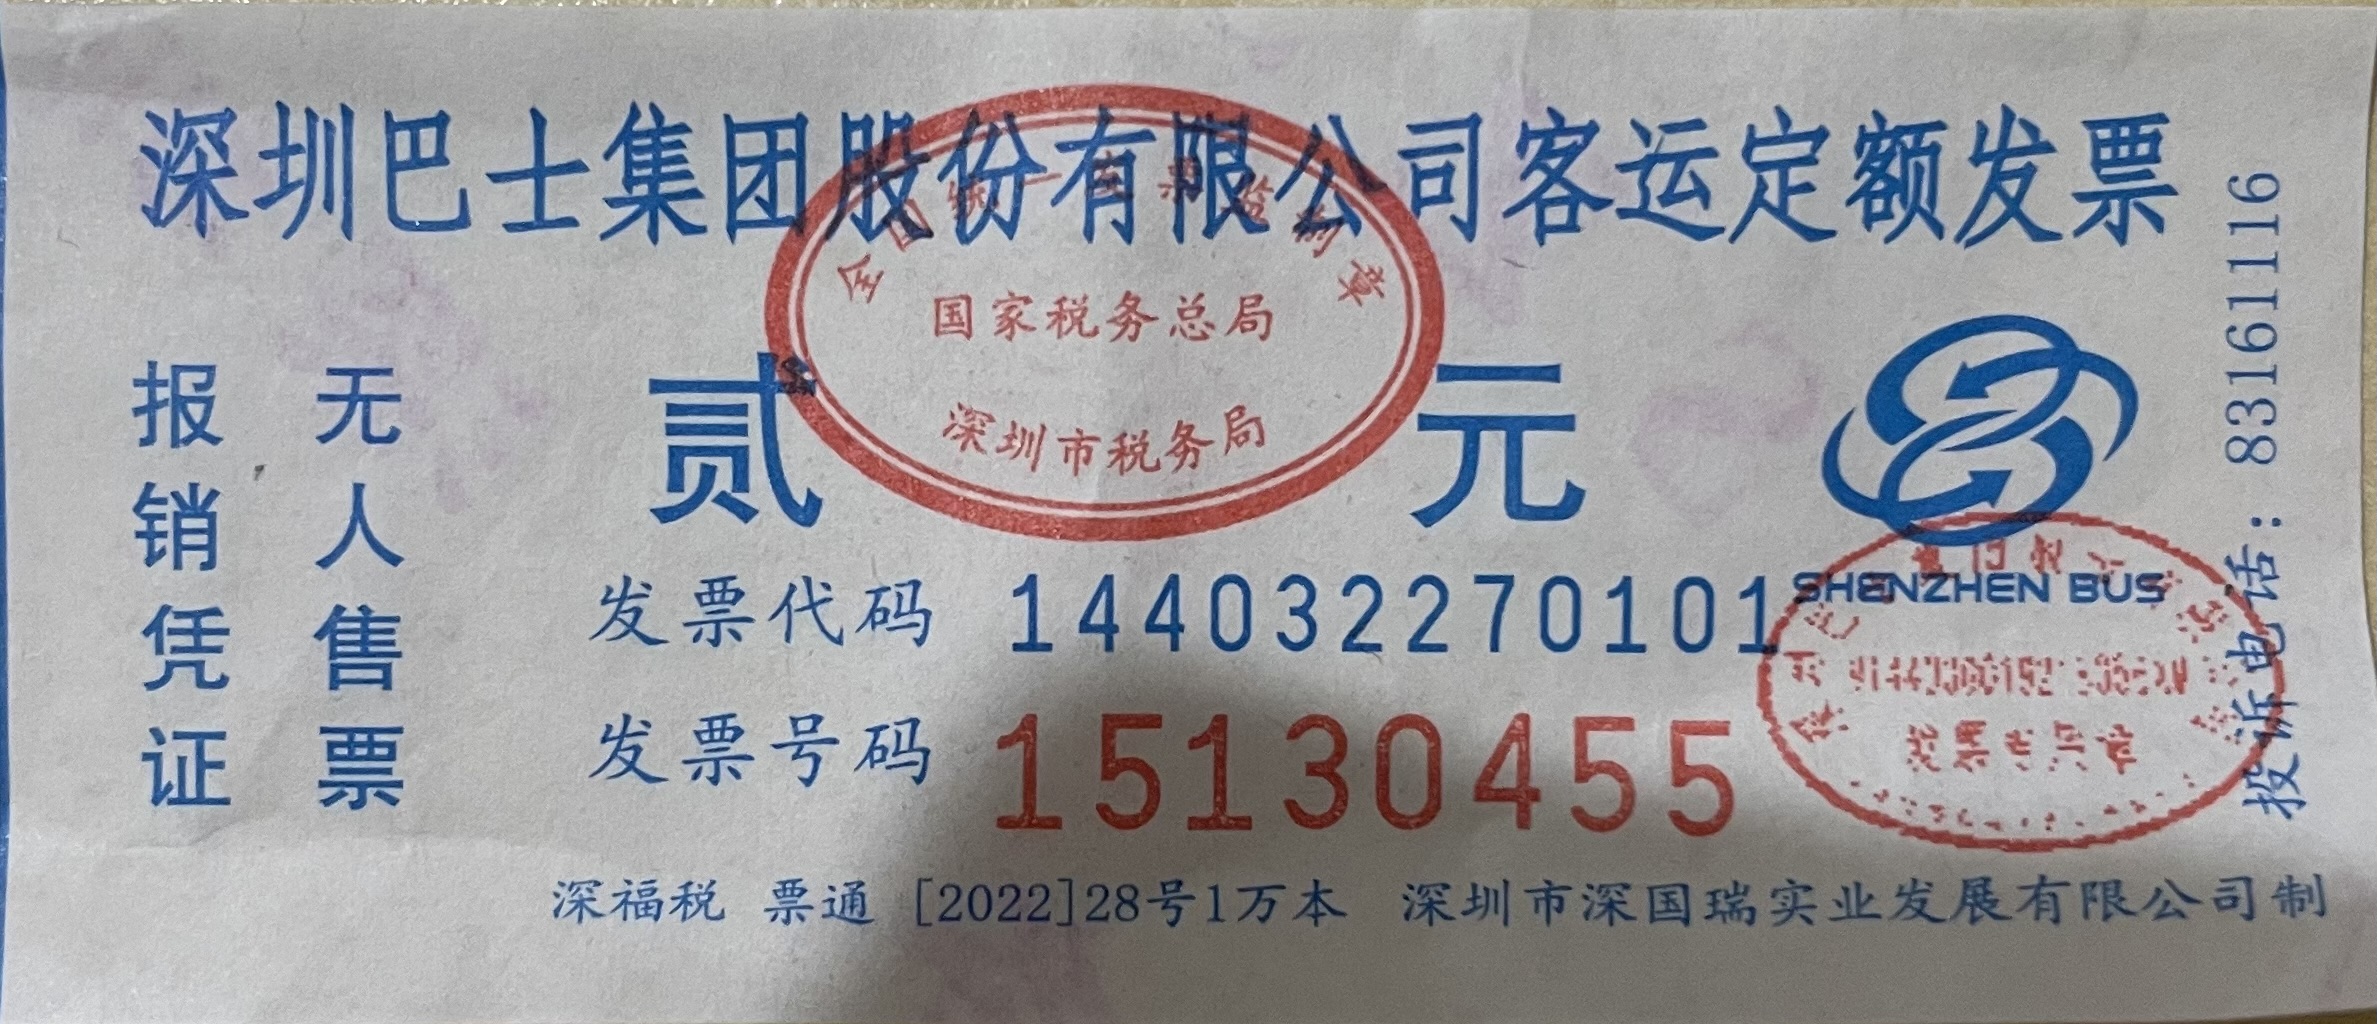 深圳巴士集团股份有限公司客运定额发票
全国统一发票监制章
国家税务总局
深圳市税务局
贰元
无人售票
报销凭证
发票代码 144032270101
发票号码 15130455
SHENZHEN BUS
发票专用章
投诉电话：83161116
深福税 票通 [2022]28号1万本 深圳市深国瑞实业发展有限公司制